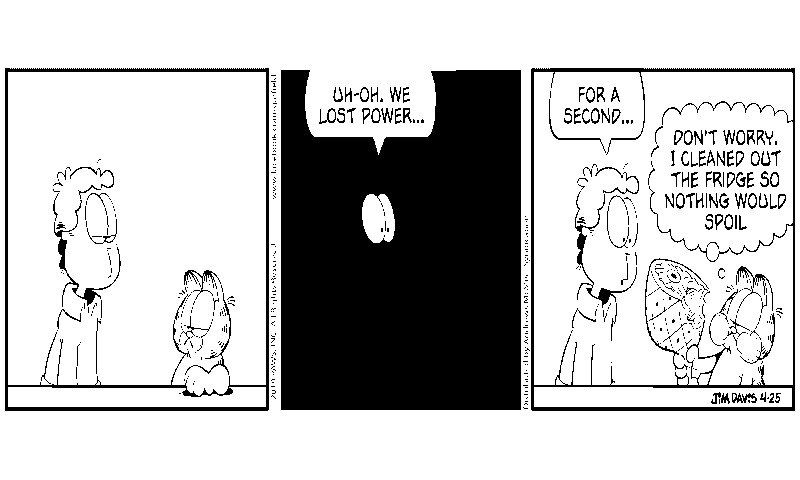 UH-OH. WE
LOST POWER...
FOR A
SECOND...
DON'T WORRY.
I CLEANED OUT
THE FRIDGE SO
NOTHING WOULD
SPOIL
JIM DAVIS 4-25